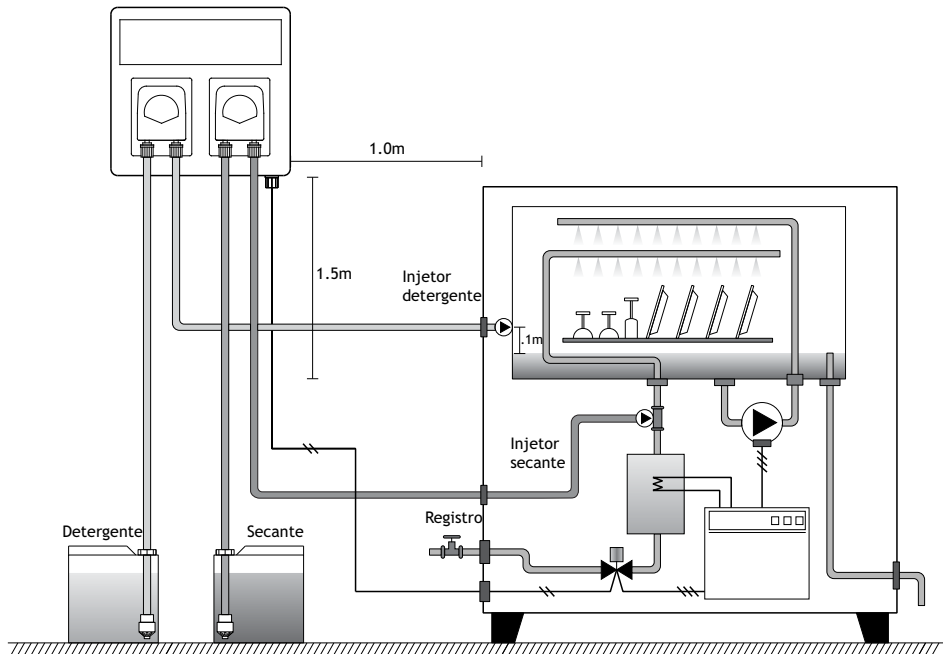 1.0m
1.5m
Injetor
detergente
.1m
Injetor
secante
Registro
Detergente
Secante